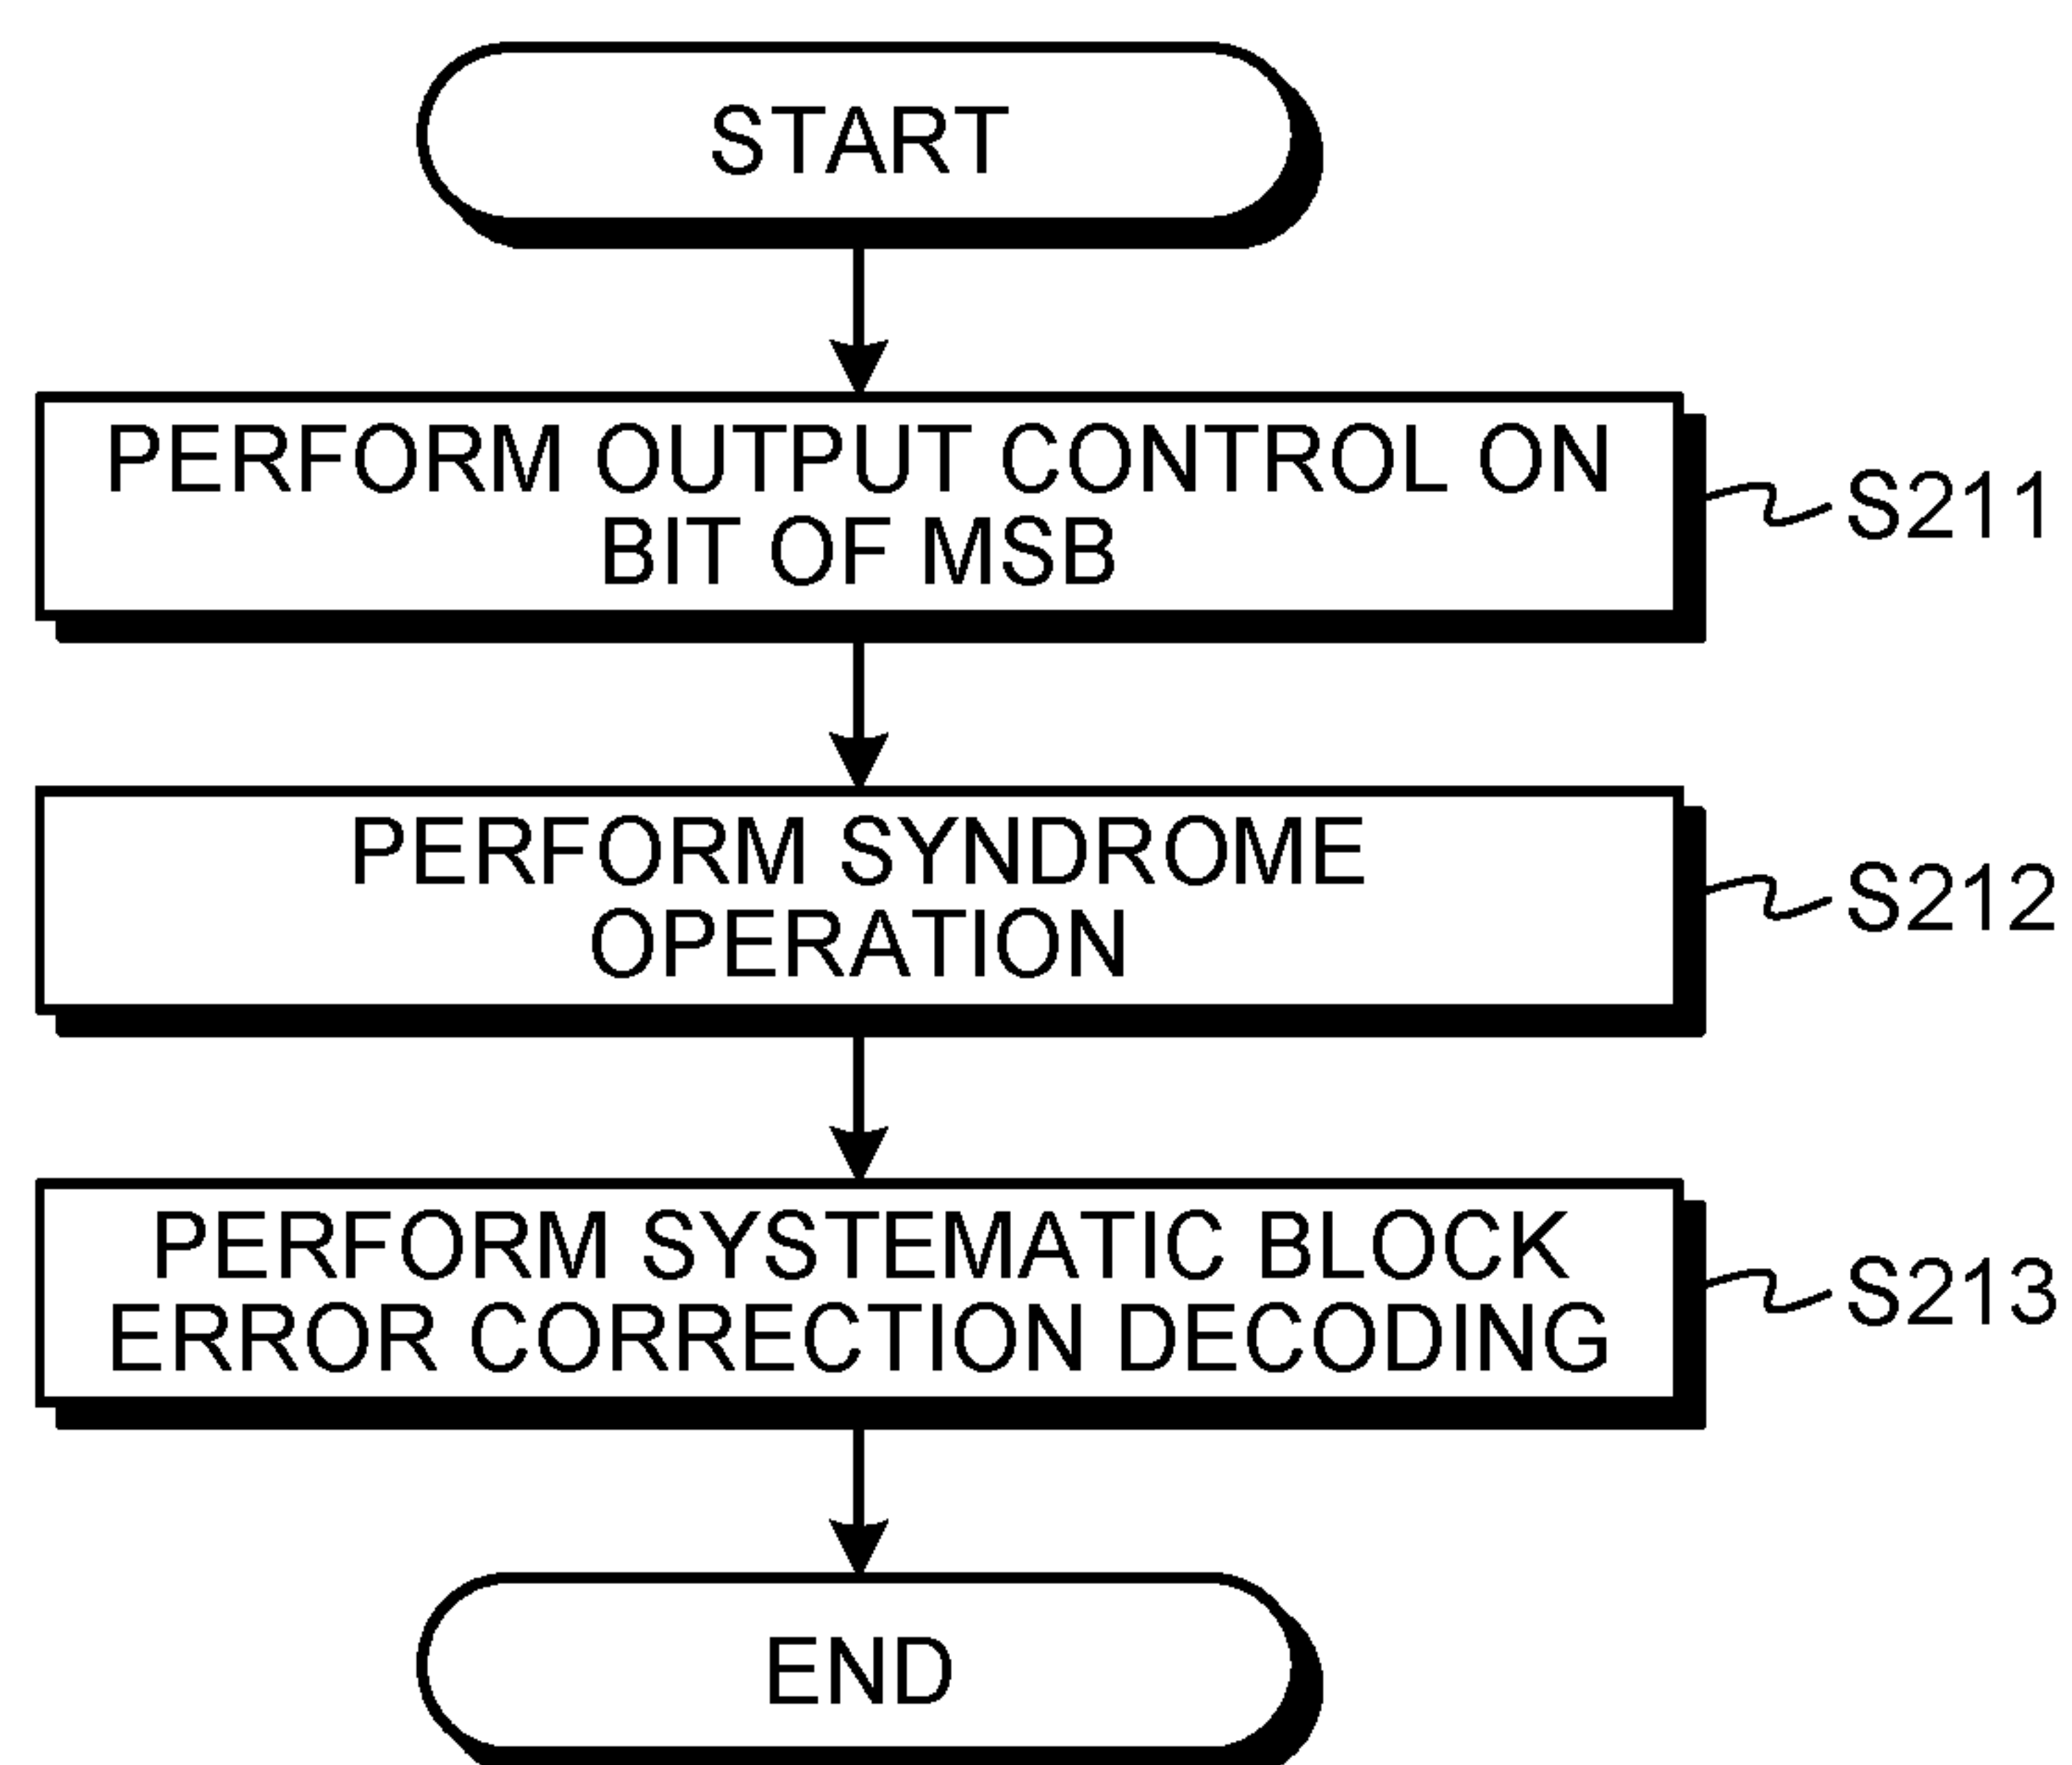 START
PERFORM OUTPUT CONTROL ON
BIT OF MSB
S211
PERFORM SYNDROME
OPERATION
S212
PERFORM SYSTEMATIC BLOCK
ERROR CORRECTION DECODING
S213
END